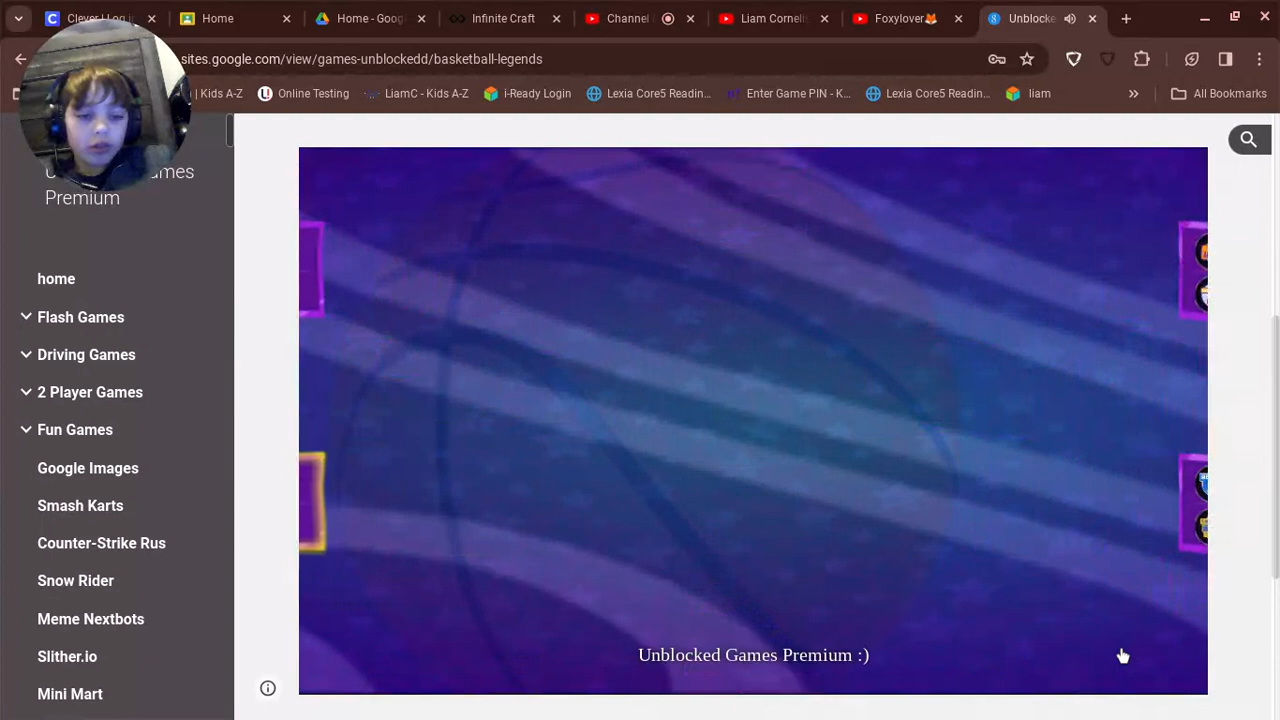 Clever | Log i
Home
Home - Goog
Infinite Craft
Channel
Liam Corneli
Foxylover🦊
Unblocke
sites.google.com/view/games-unblockedd/basketball-legends
| Kids A-Z
Online Testing
LiamC - Kids A-Z
i-Ready Login
Lexia Core5 Readin...
Enter Game PIN - K...
Lexia Core5 Readin...
liam
All Bookmarks
Premium
home
Flash Games
Driving Games
2 Player Games
Fun Games
Google Images
Smash Karts
Counter-Strike Rus
Snow Rider
Meme Nextbots
Slither.io
Mini Mart
Unblocked Games Premium :)